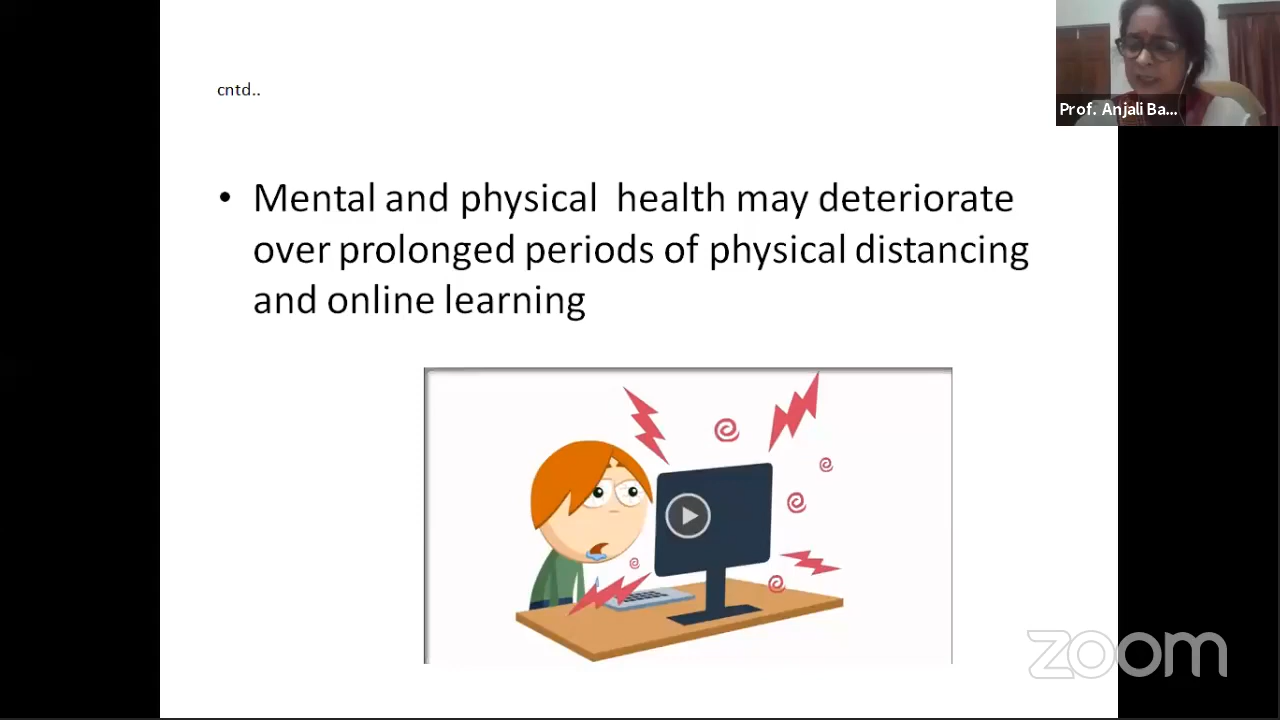 cntd..
Prof. Anjali Ba...
• Mental and physical health may deteriorate
over prolonged periods of physical distancing
and online learning
zoom